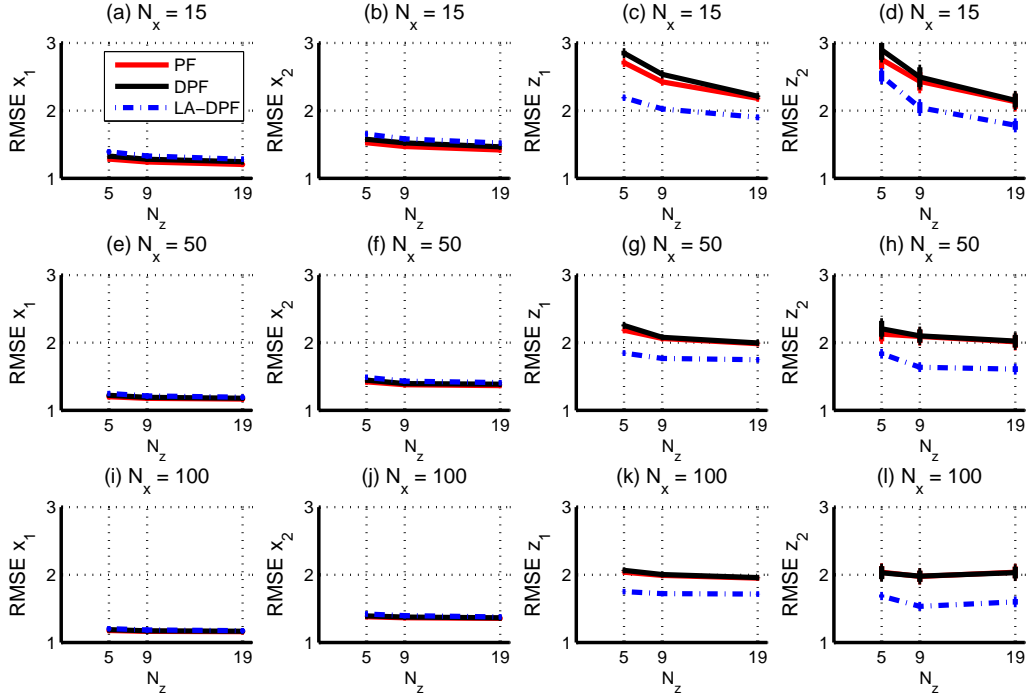 (a) N_x = 15
RMSE x_1
3
2
1
5
9
19
N_z
PF
DPF
LA-DPF
(b) N_x = 15
RMSE x_2
3
2
1
5
9
19
N_z
(c) N_x = 15
RMSE z_1
3
2
1
5
9
19
N_z
(d) N_x = 15
RMSE z_2
3
2
1
5
9
19
N_z
(e) N_x = 50
RMSE x_1
3
2
1
5
9
19
N_z
(f) N_x = 50
RMSE x_2
3
2
1
5
9
19
N_z
(g) N_x = 50
RMSE z_1
3
2
1
5
9
19
N_z
(h) N_x = 50
RMSE z_2
3
2
1
5
9
19
N_z
(i) N_x = 100
RMSE x_1
3
2
1
5
9
19
N_z
(j) N_x = 100
RMSE x_2
3
2
1
5
9
19
N_z
(k) N_x = 100
RMSE z_1
3
2
1
5
9
19
N_z
(l) N_x = 100
RMSE z_2
3
2
1
5
9
19
N_z